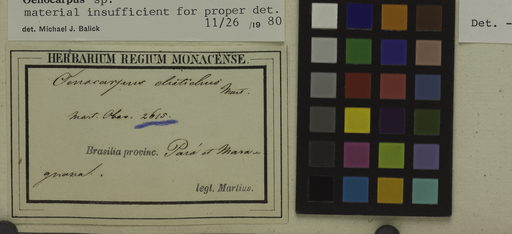 Oenocarpus sp.
material insufficient for proper det.
11/26 /19 80
det. Michael J. Balick
Det. -
HERBARIUM REGIUM MONACENSE.
Oenocarpus distichus
Mart.
Mart. Obs. 2615.
Brasilia provinc. Pará et Mara-
gnana.
legt. Martius.